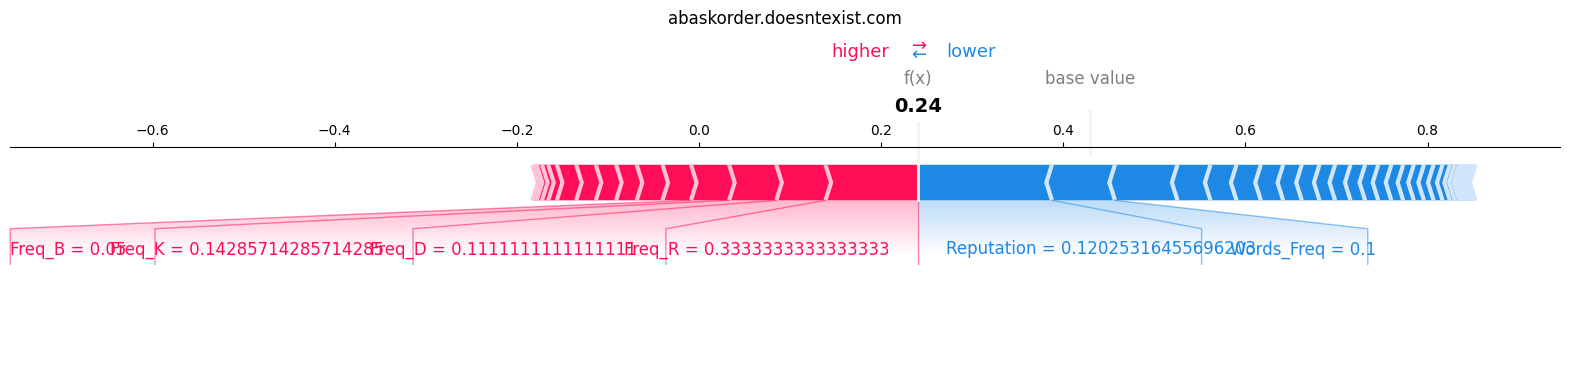 abaskorder.doesntexist.com
higher ⇄ lower
f(x) base value
0.24
−0.6 −0.4 −0.2 0.0 0.2 0.4 0.6 0.8
Freq_B = 0.05 Freq_K = 0.14285714285714285 Freq_D = 0.1111111111111111 Freq_R = 0.3333333333333333 Reputation = 0.12025316455696203 Words_Freq = 0.1